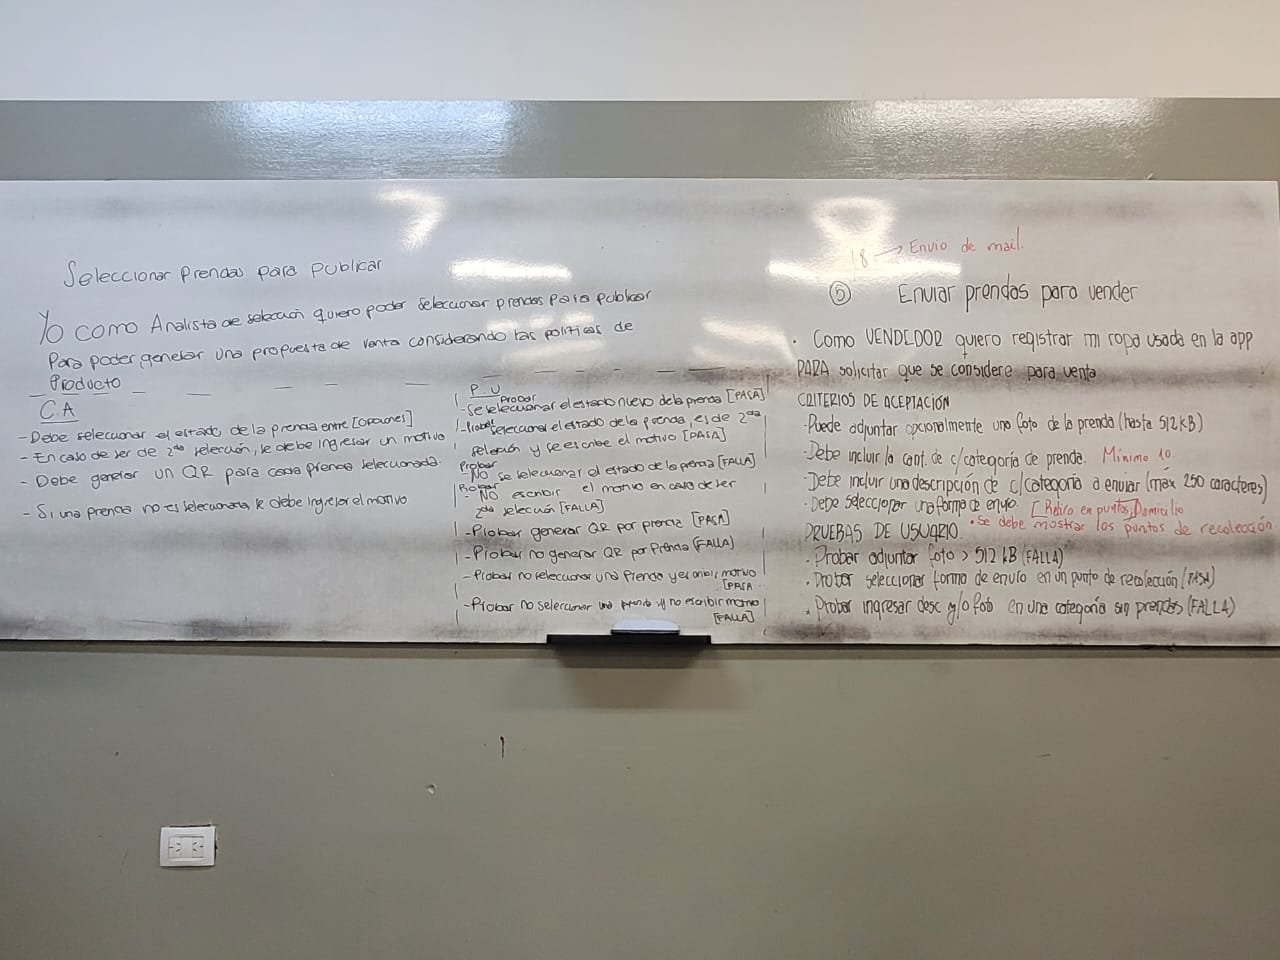 Seleccionar Prendas para Publicar
Yo como Analista de selección quiero poder seleccionar prendas para publicar
Para poder generar una propuesta de venta considerando las políticas de
Producto
C.A
- Debe seleccionar el estado de la prenda entre [opciones]
- En caso de ser de 2da selección, se debe ingresar un motivo
- Debe generar un QR para cada prenda seleccionada.
- Si una prenda no es seleccionada, se debe ingresar el motivo
P.U
Probar
- Se seleccionar el estado nuevo de la prenda [PASA]
- Probar seleccionar el estado de la prenda, es de 2da
selección y se escribe el motivo [PASA]
Probar
- No se seleccionar el estado de la prenda [FALLA]
Probar
- NO escribir el motivo en caso de ser
2da selección [FALLA]
- Probar generar QR por prenda [PASA]
- Probar no generar QR por Prenda (FALLA)
- Probar no seleccionar una Prenda y escribir motivo
[PASA
- Probar no seleccionar una prenda y no escribir motivo
[FALLA]
8 → Envio de mail.
5 Enviar prendas para vender
• Como VENDEDOR quiero registrar mi ropa usada en la app
PARA solicitar que se considere para venta
CRITERIOS DE ACEPTACIÓN
- Puede adjuntar opcionalmente una foto de la prenda (hasta 512 kB)
- Debe incluir la cant. de c/categoría de prenda. Minimo 10
- Debe incluir una descripción de c/categoría a enviar (máx 250 caracteres)
- Debe seleccionar una forma de envío. [Retiro en puntos, Domicilio
• Se debe mostrar los puntos de recolección
PRUEBAS DE USUARIO
• Probar adjuntar foto > 512 kB (FALLA)
• Probar seleccionar forma de envío en un punto de recolección (PASA)
• Probar ingresar desc y/o foto en una categoría sin prendas (FALLA)